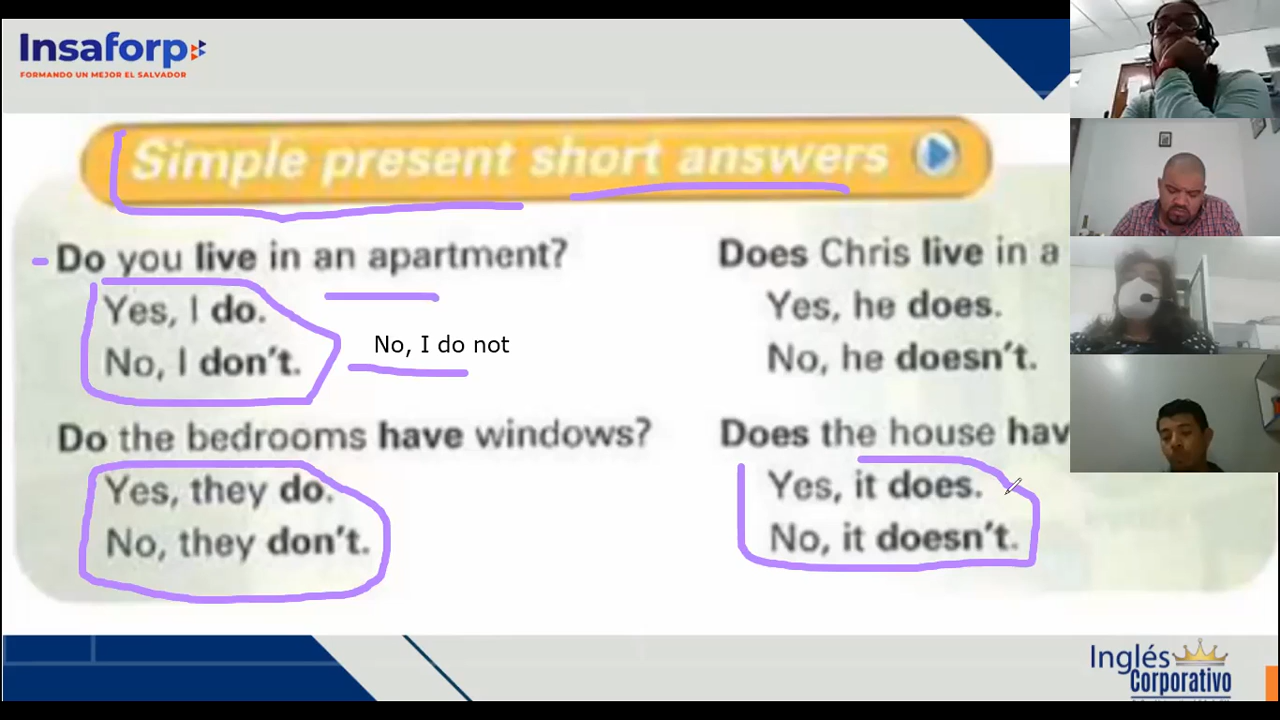 Insaforp
FORMANDO UN MEJOR EL SALVADOR
Simple present short answers
Do you live in an apartment?
Yes, I do.
No, I don't.
No, I do not
Do the bedrooms have windows?
Yes, they do.
No, they don't.
Does Chris live in a
Yes, he does.
No, he doesn't.
Does the house hav
Yes, it does.
No, it doesn't.
Inglés
Corporativo